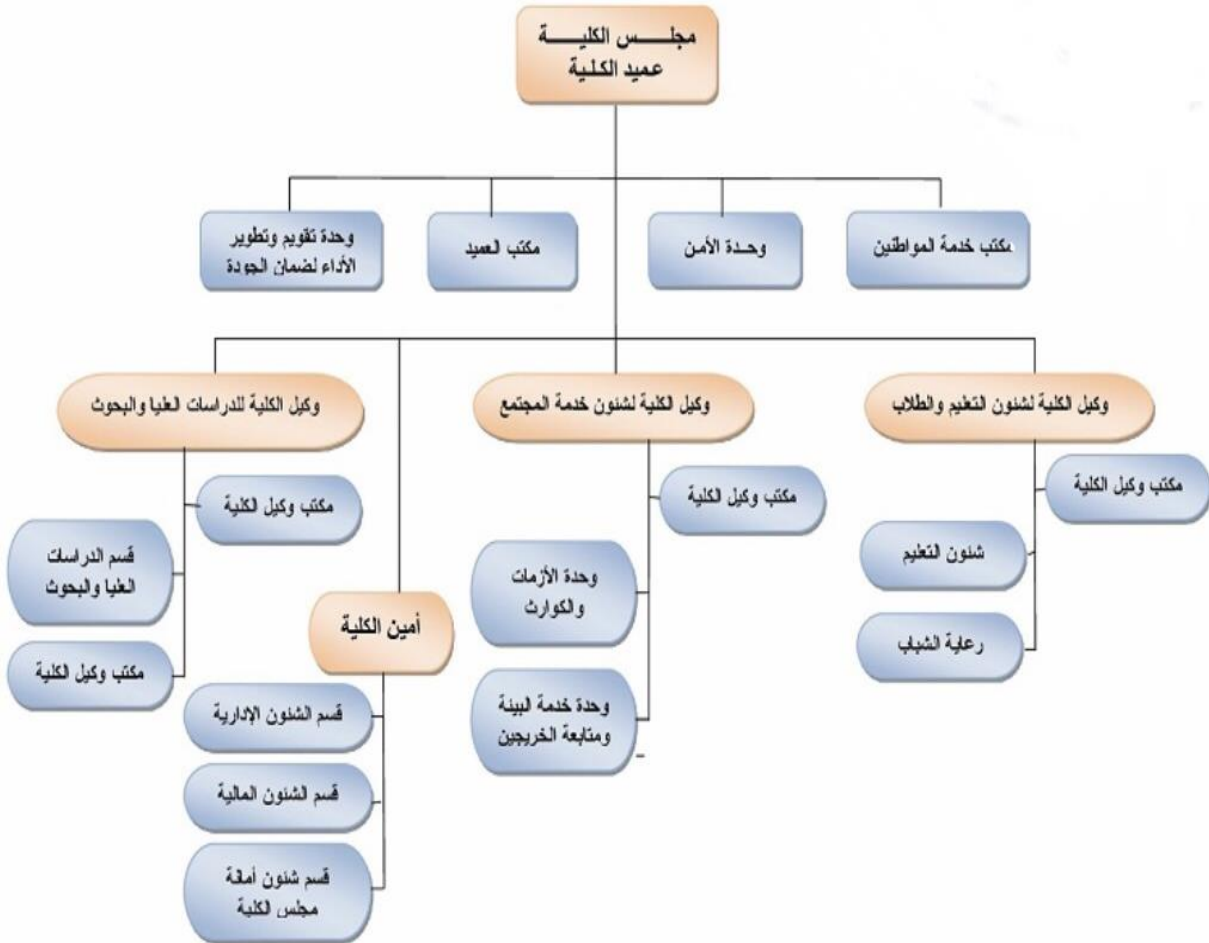 مجلس الكلية
عميد الكلية
مكتب خدمة المواطنين
وحدة الأمن
مكتب العميد
وحدة تقويم وتطوير
الأداء لضمان الجودة
وكيل الكلية لشئون التعليم والطلاب
مكتب وكيل الكلية
شئون التعليم
رعاية الشباب
وكيل الكلية لشئون خدمة المجتمع
مكتب وكيل الكلية
وحدة الأزمات
والكوارث
وحدة خدمة البيئة
ومتابعة الخريجين
أمين الكلية
قسم الشئون الإدارية
قسم الشئون المالية
قسم شئون أمانة
مجلس الكلية
وكيل الكلية للدراسات العليا والبحوث
مكتب وكيل الكلية
قسم الدراسات
العليا والبحوث
مكتب وكيل الكلية